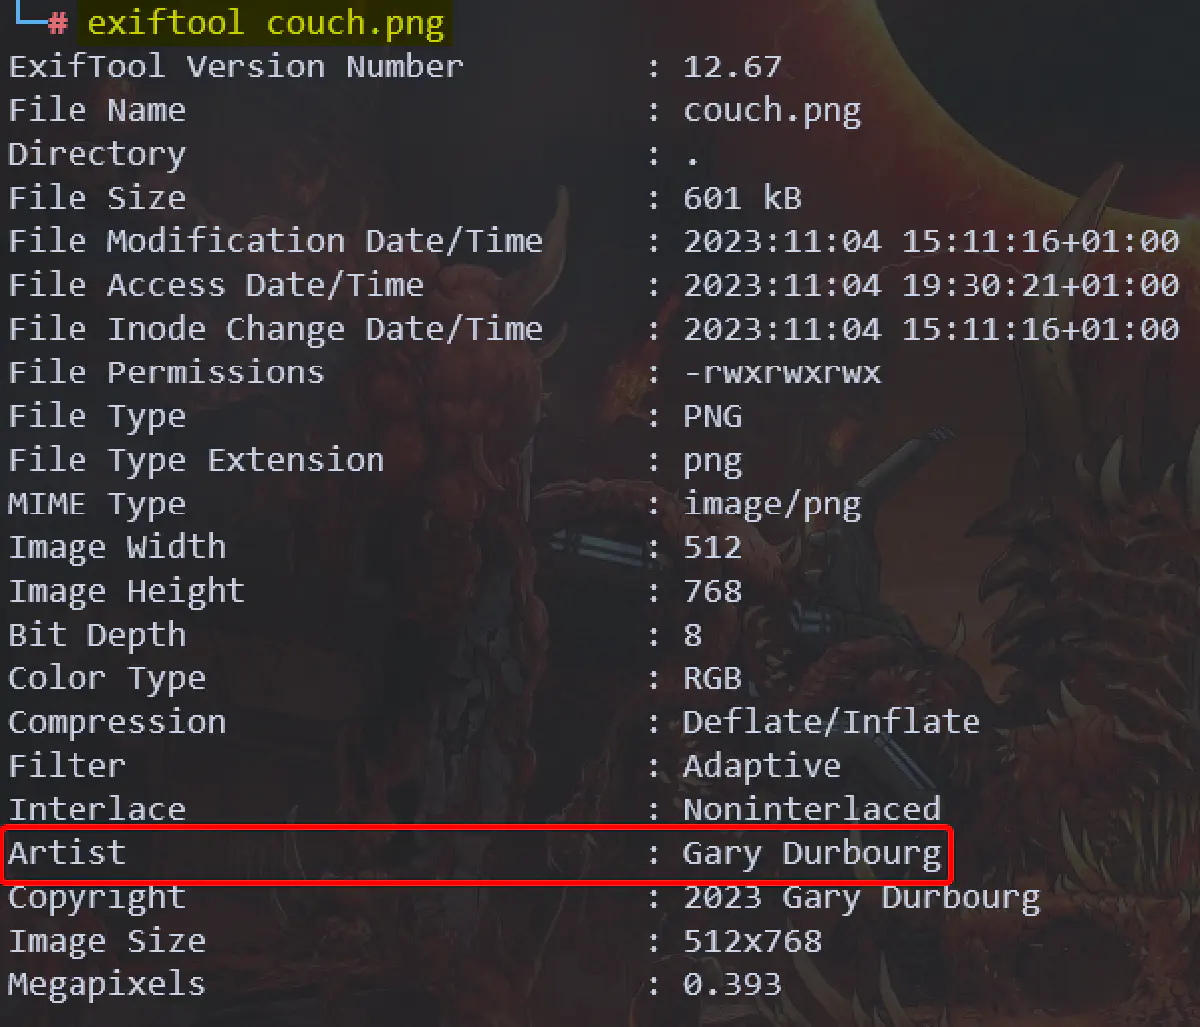 # exiftool couch.png
ExifTool Version Number : 12.67
File Name : couch.png
Directory : .
File Size : 601 kB
File Modification Date/Time : 2023:11:04 15:11:16+01:00
File Access Date/Time : 2023:11:04 19:30:21+01:00
File Inode Change Date/Time : 2023:11:04 15:11:16+01:00
File Permissions : -rwxrwxrwx
File Type : PNG
File Type Extension : png
MIME Type : image/png
Image Width : 512
Image Height : 768
Bit Depth : 8
Color Type : RGB
Compression : Deflate/Inflate
Filter : Adaptive
Interlace : Noninterlaced
Artist : Gary Durbourg
Copyright : 2023 Gary Durbourg
Image Size : 512x768
Megapixels : 0.393